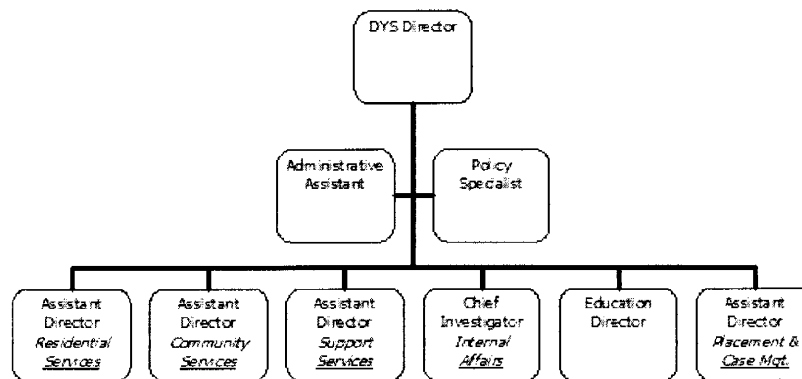 DYS Director
Administrative
Assistant
Policy
Specialist
Assistant
Director
Residential
Services
Assistant
Director
Community
Services
Assistant
Director
Support
Services
Chief
Investigator
Internal
Affairs
Education
Director
Assistant
Director
Placement &
Case Mgt.